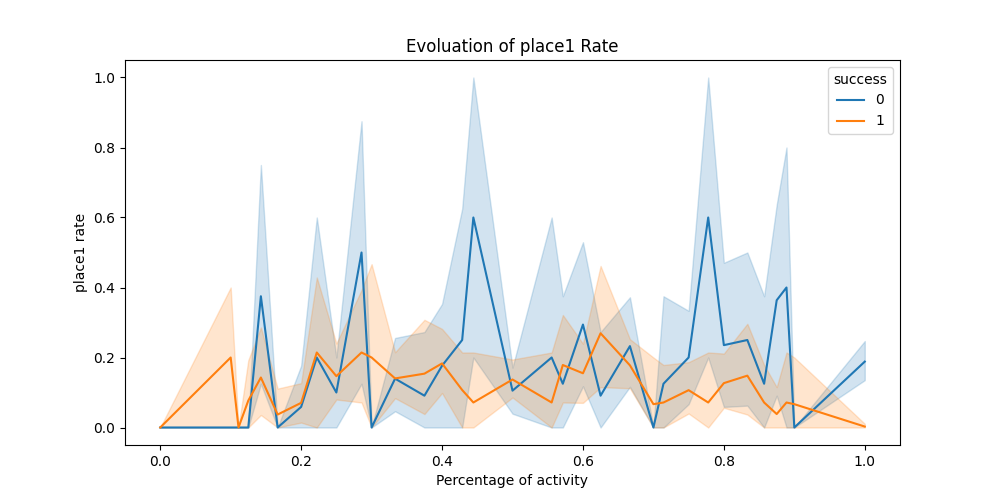 Evoluation of place1 Rate
success
0
1
1.0
0.8
0.6
0.4
0.2
0.0
place1 rate
0.0 0.2 0.4 0.6 0.8 1.0
Percentage of activity